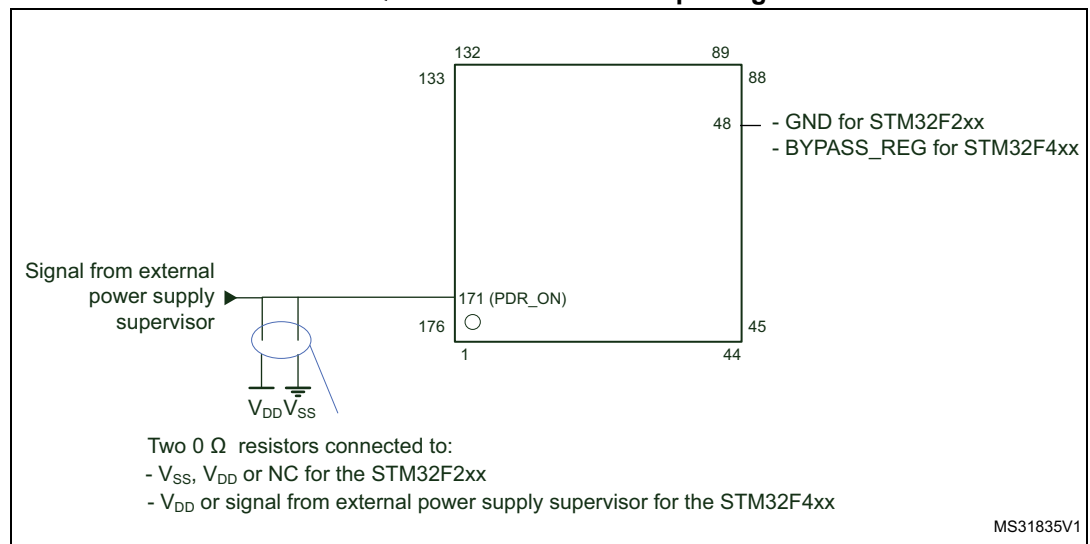 132
89
133
88
48
- GND for STM32F2xx
- BYPASS_REG for STM32F4xx
Signal from external
power supply
supervisor
171 (PDR_ON)
176
45
1
44
VDD VSS
Two 0 Ω resistors connected to:
- VSS, VDD or NC for the STM32F2xx
- VDD or signal from external power supply supervisor for the STM32F4xx
MS31835V1